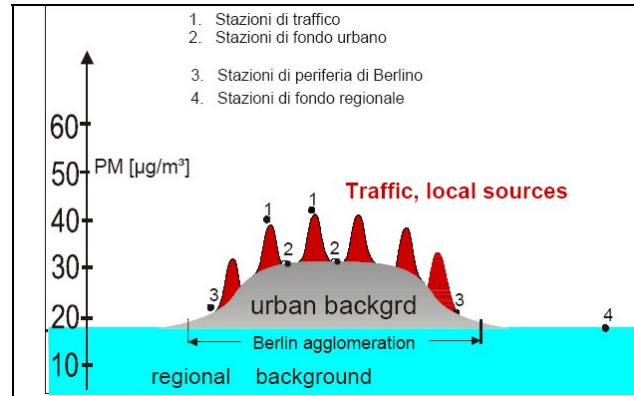 1. Stazioni di traffico
2. Stazioni di fondo urbano
3. Stazioni di periferia di Berlino
4. Stazioni di fondo regionale
60
50
PM [µg/m³]
Traffic, local sources
40
1
1
30
2
2
3
urban backgrd
3
20
4
Berlin agglomeration
10
regional background